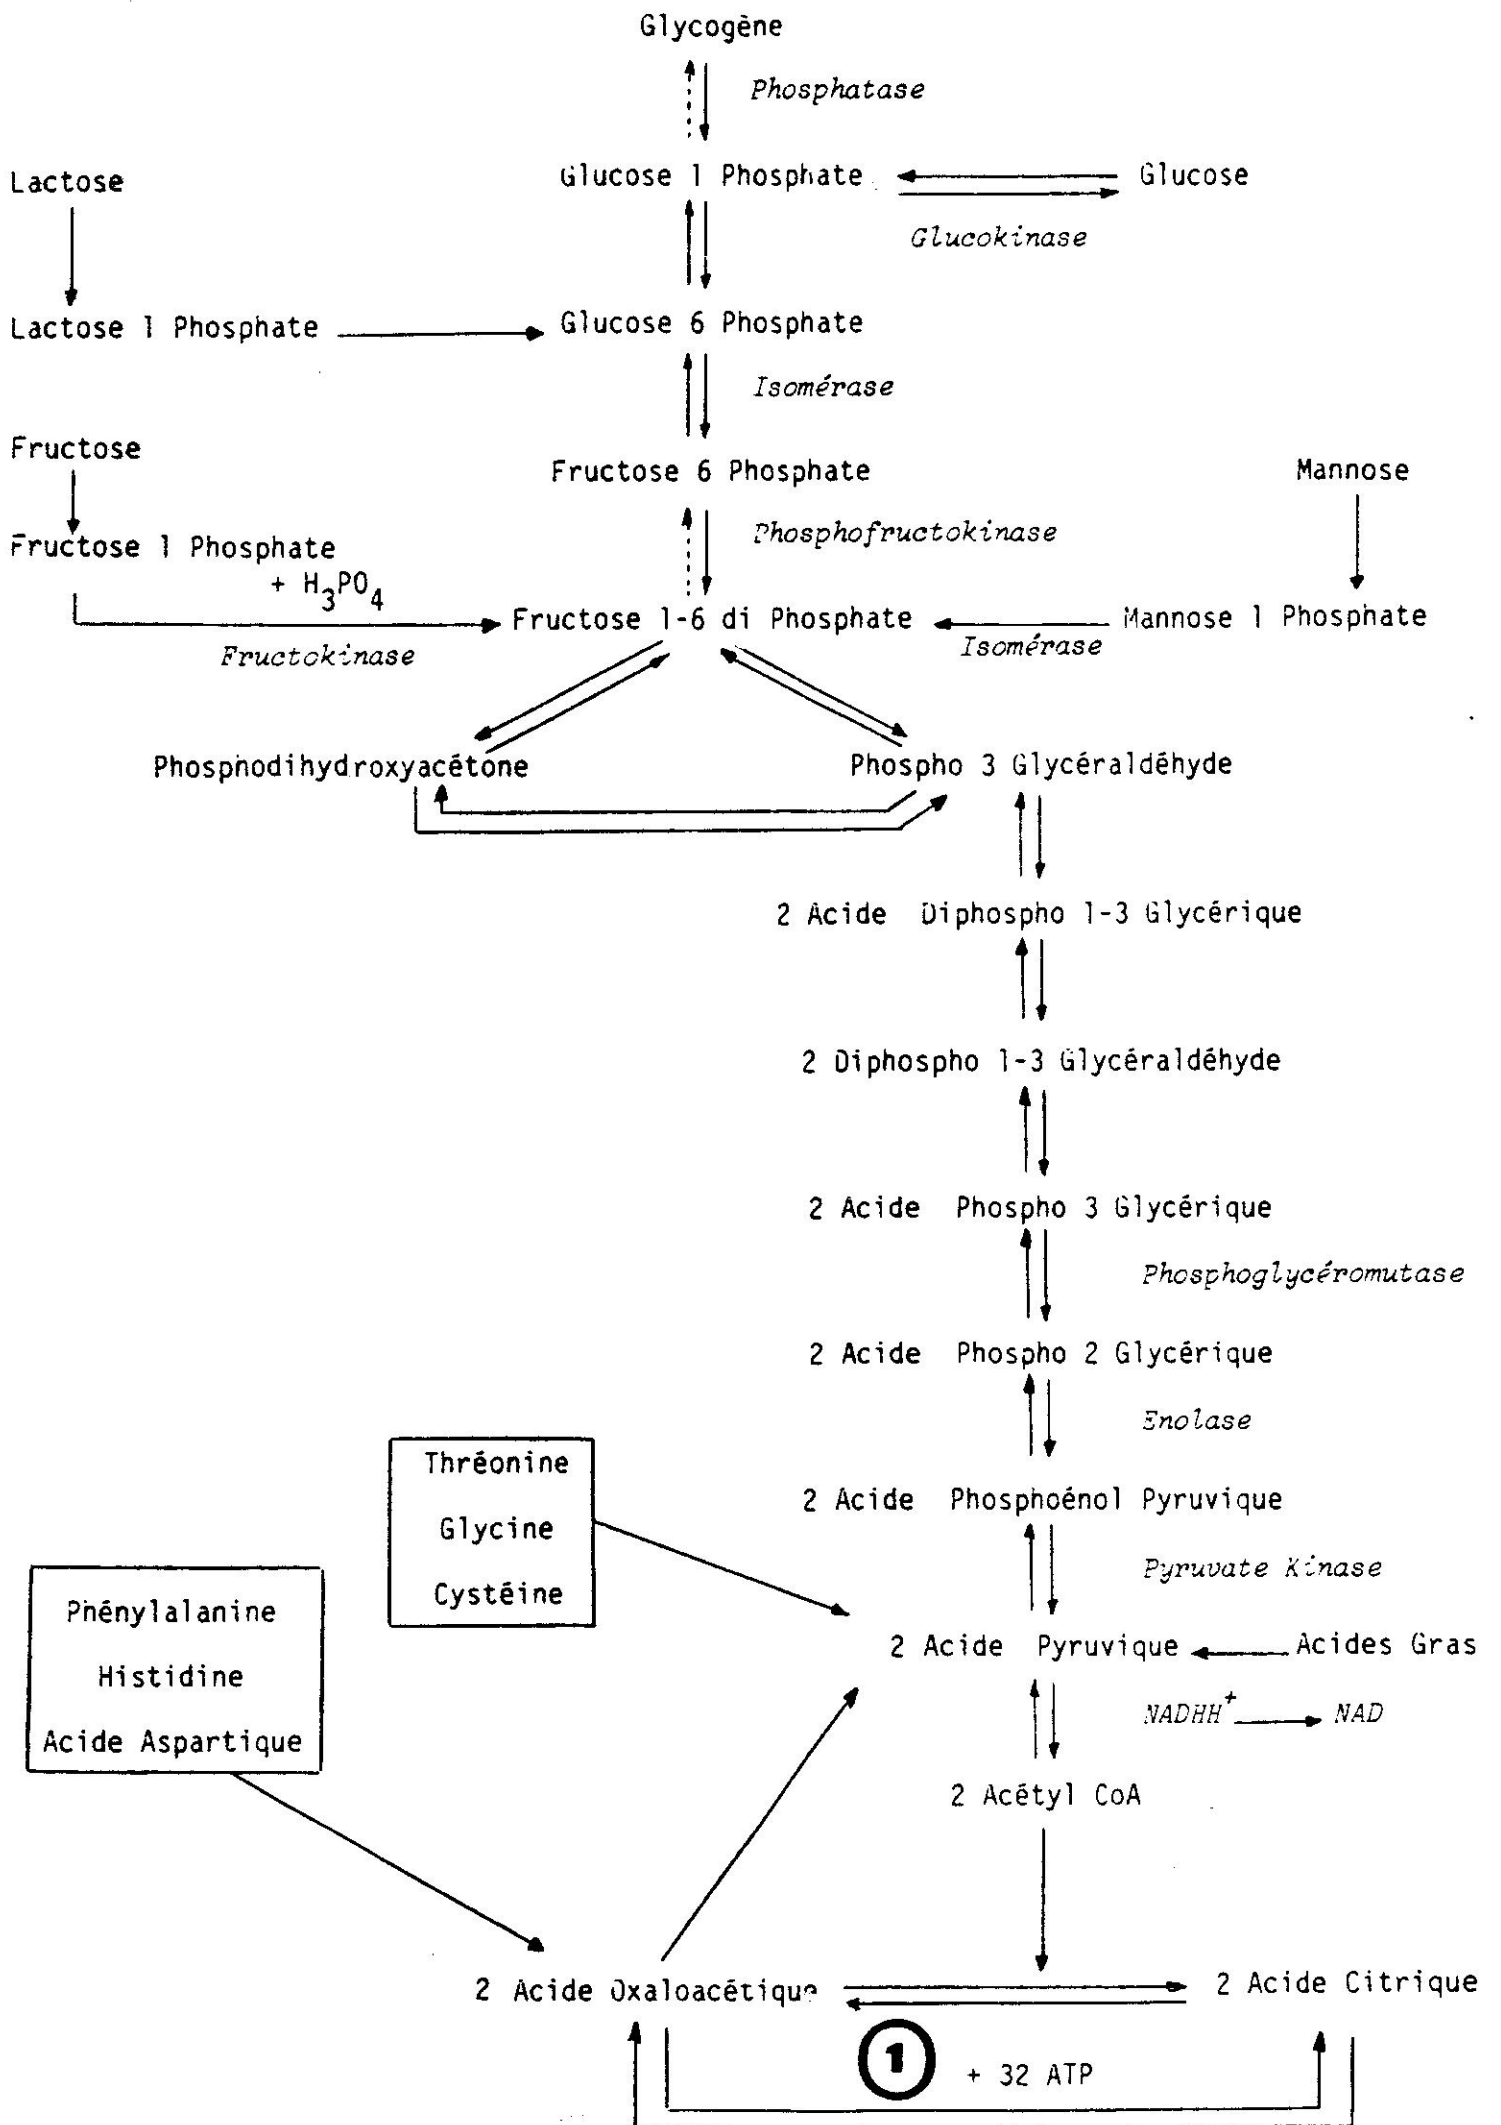 Glycogène
Phosphatase
Lactose
Glucose 1 Phosphate
Glucose
Glucokinase
Lactose 1 Phosphate
Glucose 6 Phosphate
Isomérase
Fructose
Fructose 6 Phosphate
Mannose
Fructose 1 Phosphate
+ H3PO4
Phosphofructokinase
Fructose 1-6 di Phosphate
Mannose 1 Phosphate
Fructokinase
Isomérase
Phosphodihydroxyacétone
Phospho 3 Glycéraldéhyde
2 Acide Diphospho 1-3 Glycérique
2 Diphospho 1-3 Glycéraldéhyde
2 Acide Phospho 3 Glycérique
Phosphoglycéromutase
2 Acide Phospho 2 Glycérique
Enolase
Thréonine
Glycine
Cystéine
2 Acide Phosphoénol Pyruvique
Pyruvate Kinase
Phénylalanine
Histidine
Acide Aspartique
2 Acide Pyruvique
Acides Gras
NADHH+
NAD
2 Acétyl CoA
2 Acide Oxaloacétique
2 Acide Citrique
1
+ 32 ATP